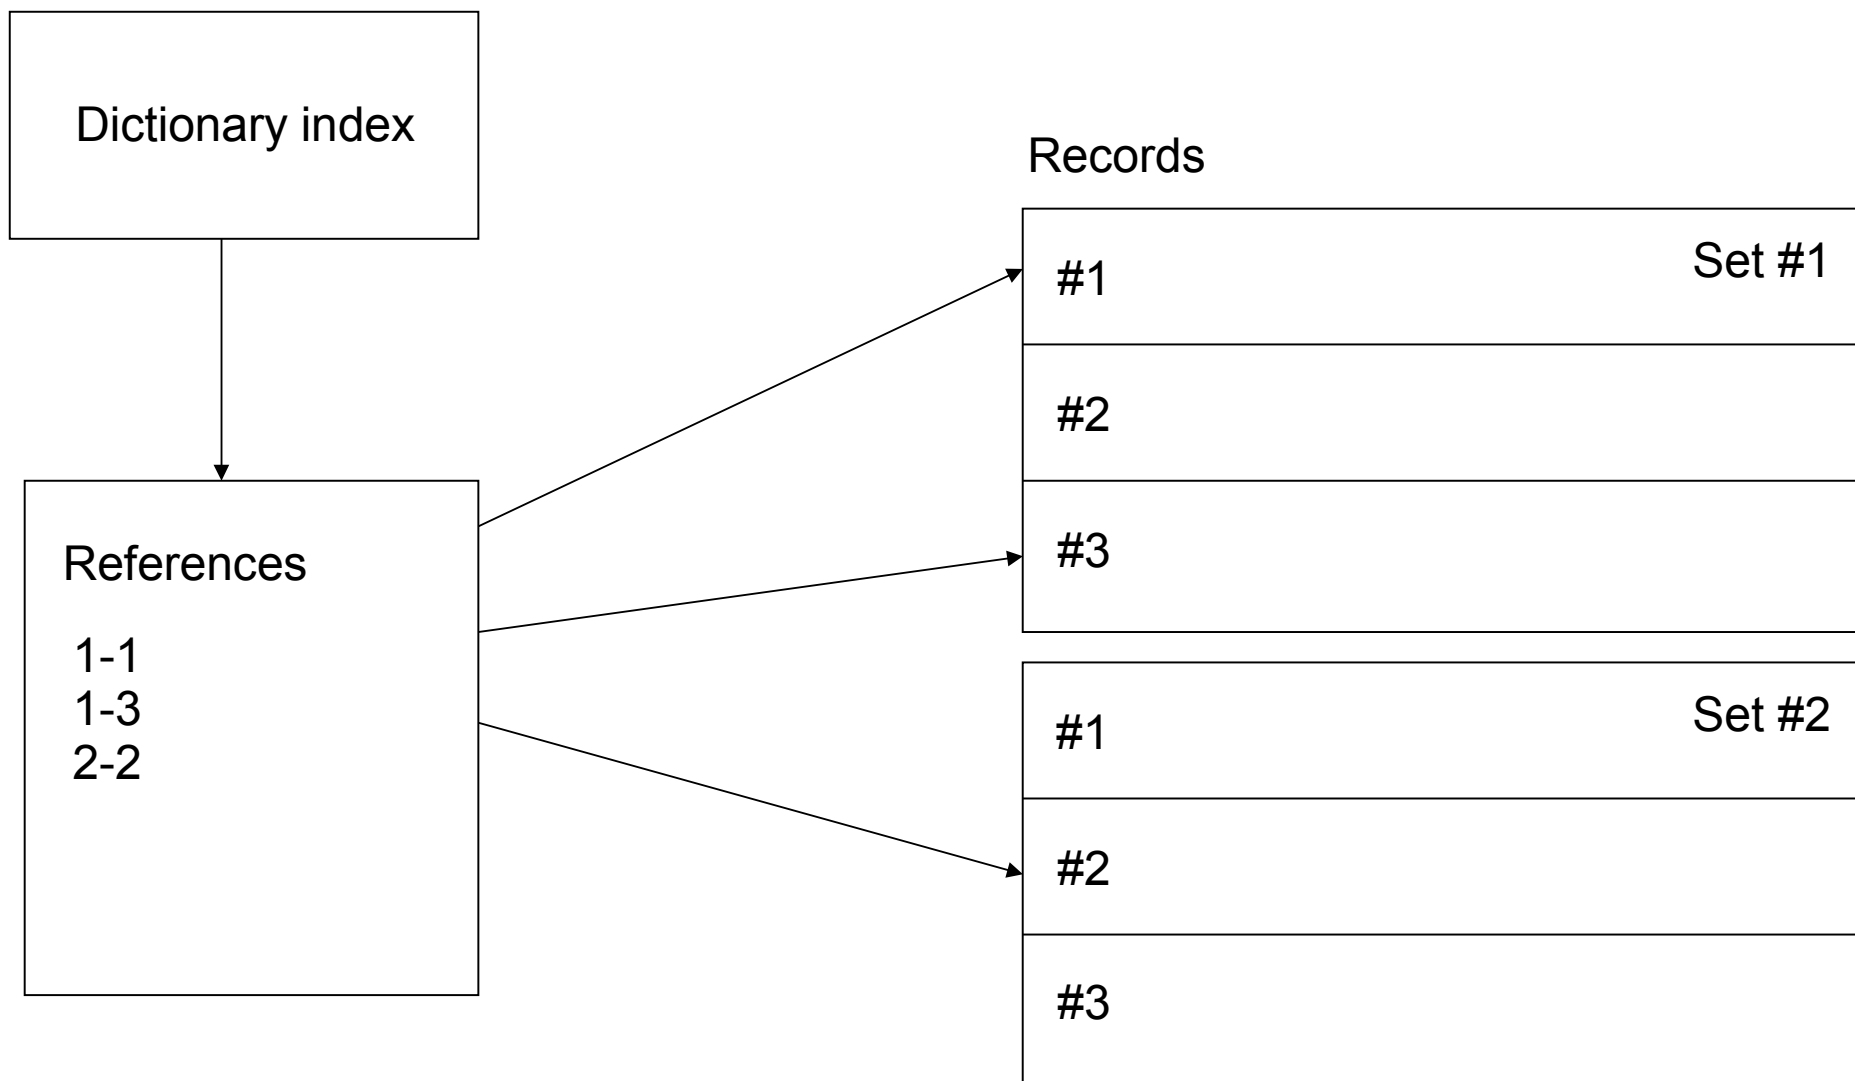 Dictionary index
References
1-1
1-3
2-2
Records
#1
Set #1
#2
#3
#1
Set #2
#2
#3